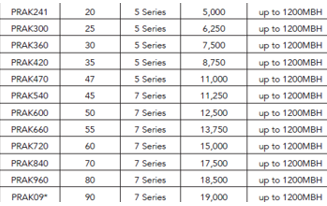 PRAK241 20 5 Series 5,000 up to 1200MBH
PRAK300 25 5 Series 6,250 up to 1200MBH
PRAK360 30 5 Series 7,500 up to 1200MBH
PRAK420 35 5 Series 8,750 up to 1200MBH
PRAK470 47 5 Series 11,000 up to 1200MBH
PRAK540 45 7 Series 11,250 up to 1200MBH
PRAK600 50 7 Series 12,500 up to 1200MBH
PRAK660 55 7 Series 13,750 up to 1200MBH
PRAK720 60 7 Series 15,000 up to 1200MBH
PRAK840 70 7 Series 17,500 up to 1200MBH
PRAK960 80 7 Series 18,500 up to 1200MBH
PRAK09* 90 7 Series 19,000 up to 1200MBH